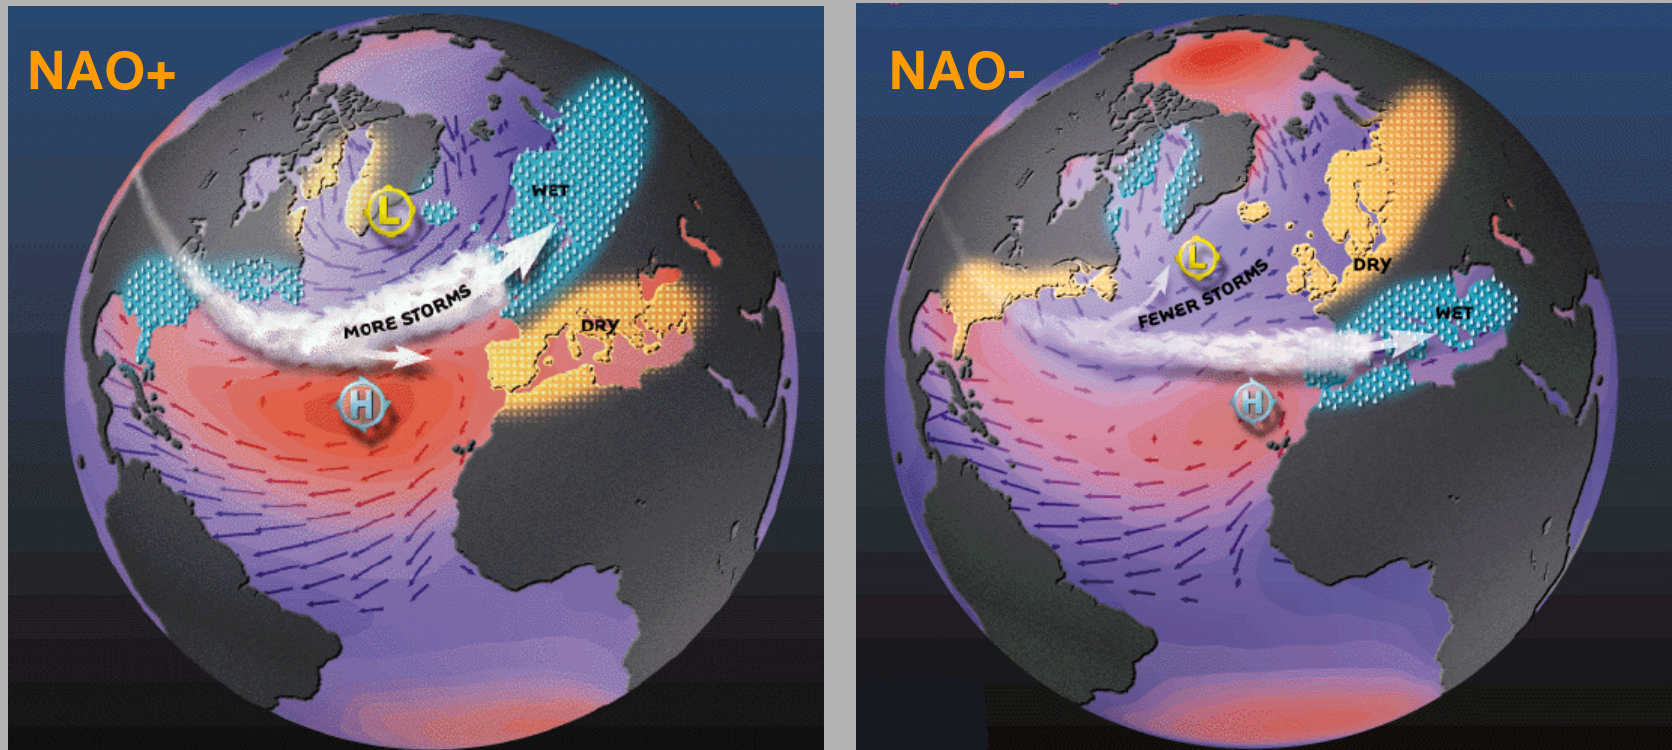 NAO+
WET
L
MORE STORMS
DRY
H
NAO-
L
DRY
FEWER STORMS
WET
H